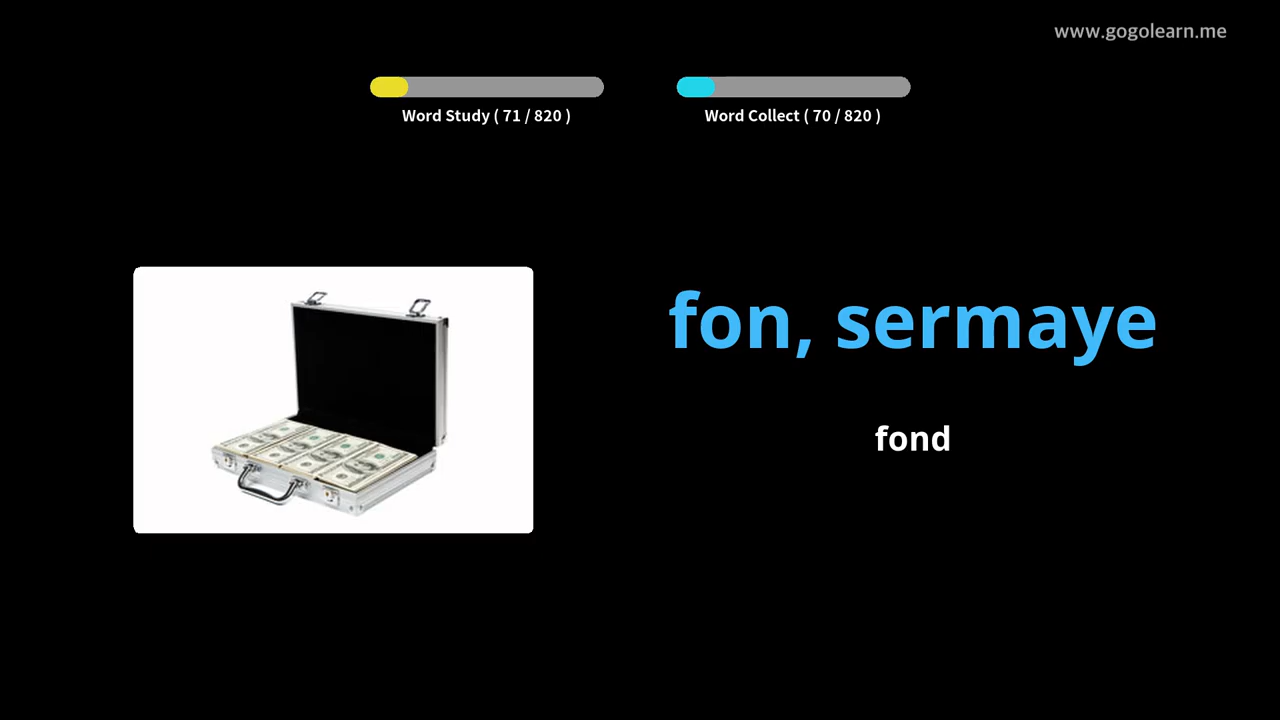 www.gogolearn.me
Word Study ( 71 / 820 )
Word Collect ( 70 / 820 )
fon, sermaye
fond